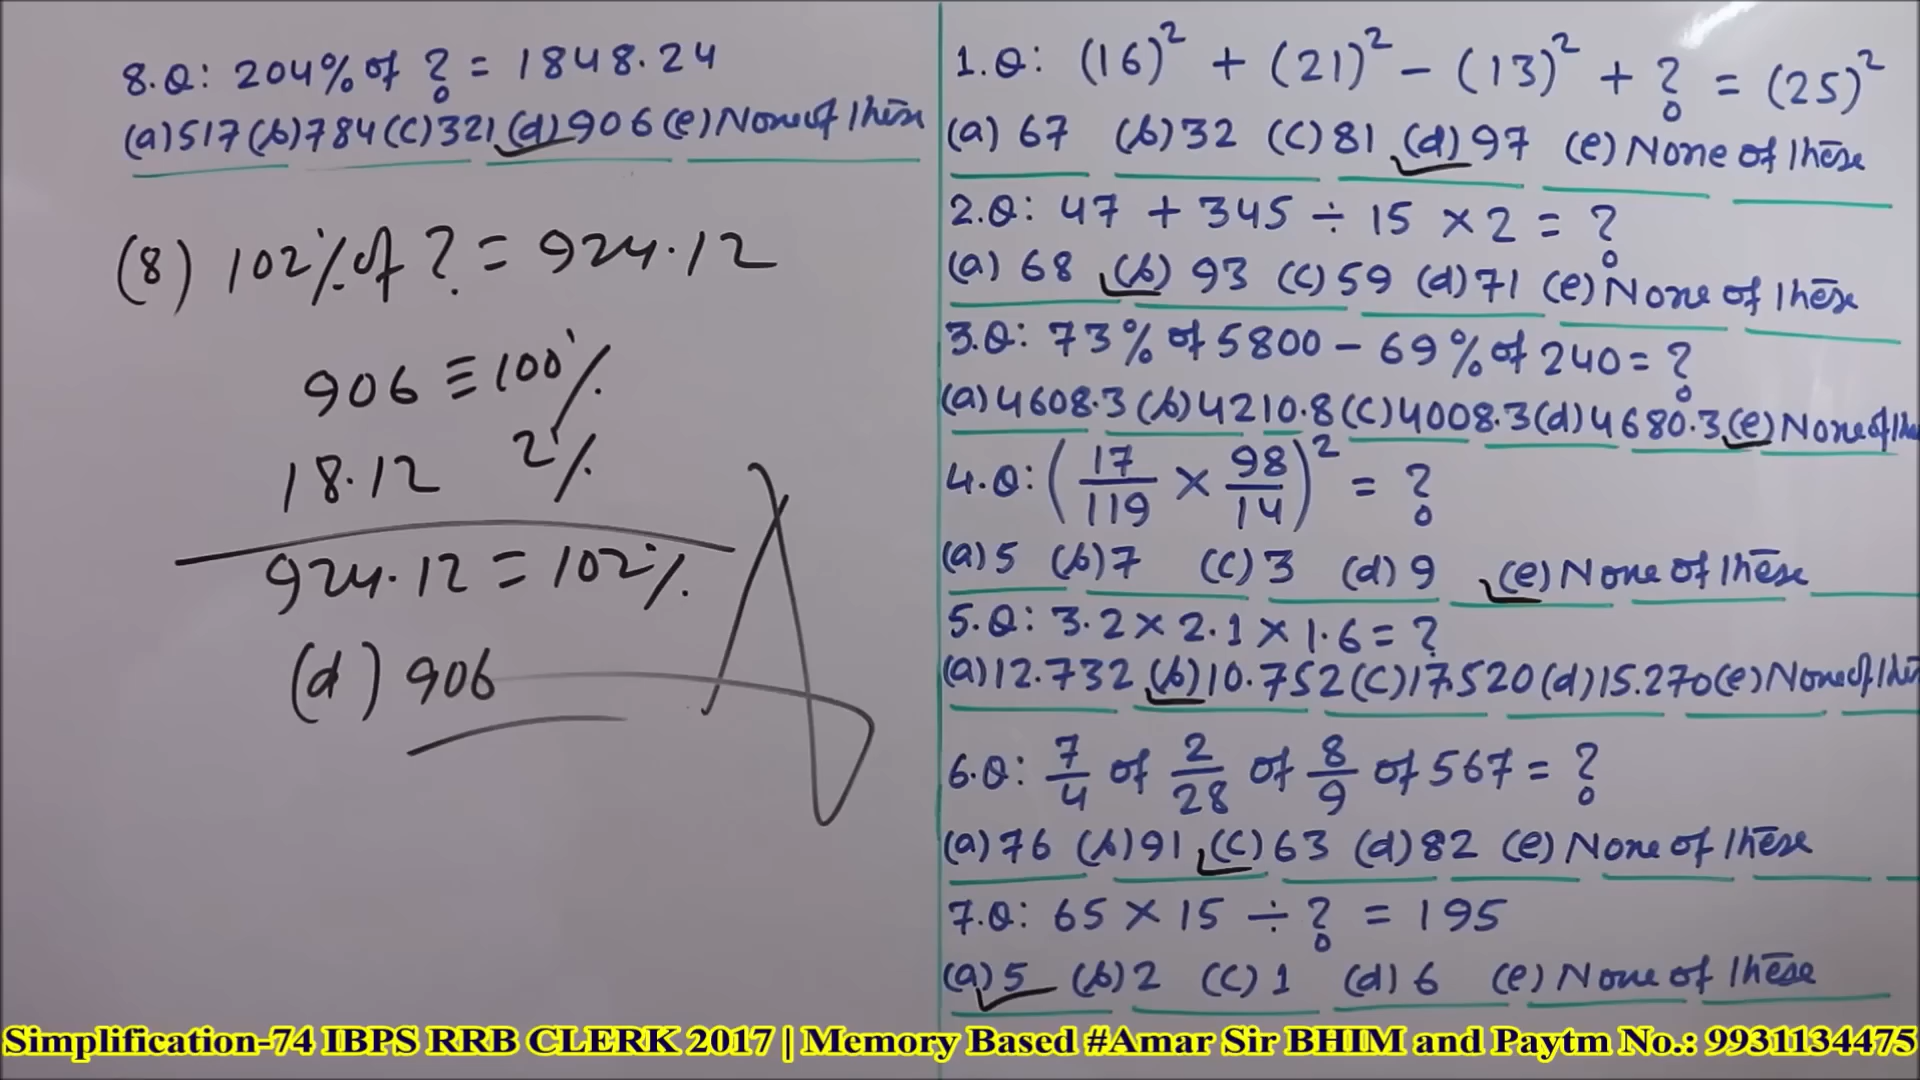 8.Q: 204% of ? = 1848.24
(a) 517 (b) 784 (c) 321 (d) 906 (e) None of these
(8) 102% of ? = 924.12
906 ≡ 100%
18.12 2%
924.12 = 102%
(d) 906
1.Q: (16)² + (21)² - (13)² + ? = (25)²
(a) 67 (b) 32 (c) 81 (d) 97 (e) None of these
2.Q: 47 + 345 ÷ 15 × 2 = ?
(a) 68 (b) 93 (c) 59 (d) 71 (e) None of these
3.Q: 73% of 5800 - 69% of 240 = ?
(a) 4608.3 (b) 4210.8 (c) 4008.3 (d) 4680.3 (e) None of the
4.Q: (17/119 × 98/14)² = ?
(a) 5 (b) 7 (c) 3 (d) 9 (e) None of these
5.Q: 3.2 × 2.1 × 1.6 = ?
(a) 12.732 (b) 10.752 (c) 17.520 (d) 15.270 (e) None of the
6.Q: 7/4 of 2/28 of 8/9 of 567 = ?
(a) 76 (b) 91 (c) 63 (d) 82 (e) None of these
7.Q: 65 × 15 ÷ ? = 195
(a) 5 (b) 2 (c) 1 (d) 6 (e) None of these
Simplification-74 IBPS RRB CLERK 2017 | Memory Based #Amar Sir BHIM and Paytm No.: 9931134475